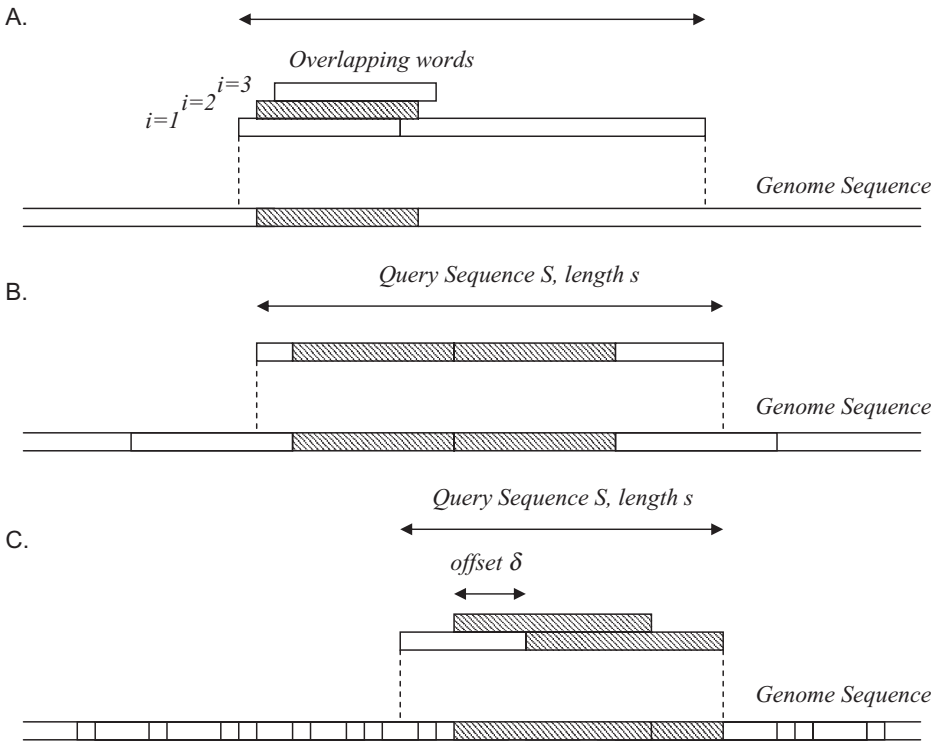 A.
Overlapping words
i=1 i=2 i=3
Genome Sequence
B.
Query Sequence S, length s
Genome Sequence
Query Sequence S, length s
C.
offset δ
Genome Sequence